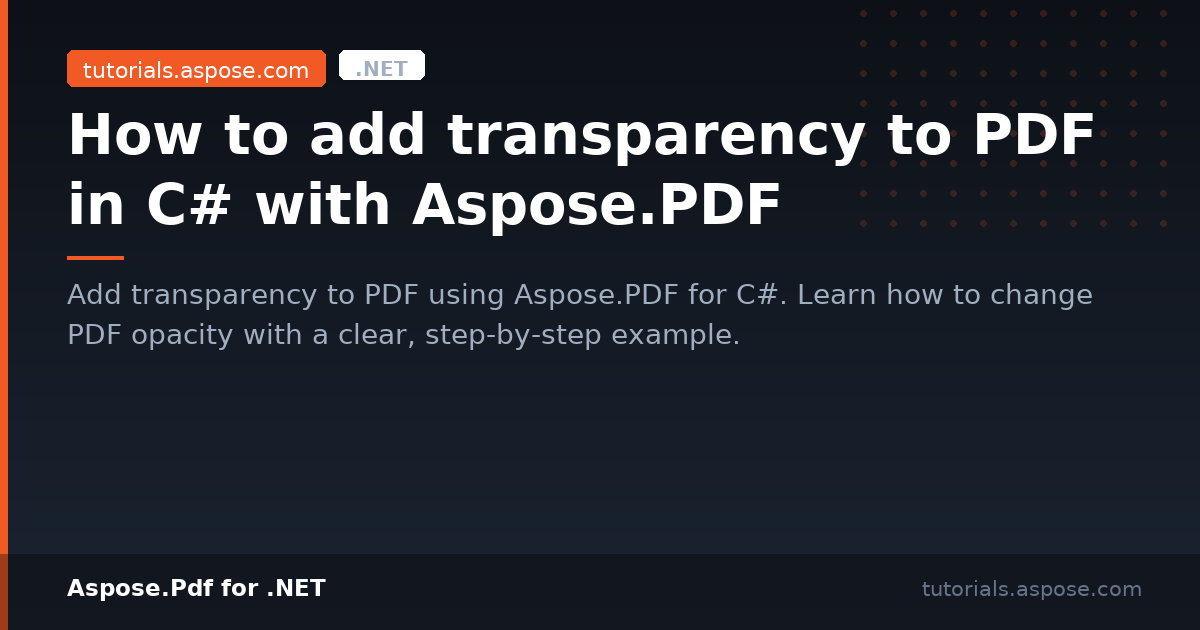 tutorials.aspose.com
.NET
How to add transparency to PDF
in C# with Aspose.PDF
Add transparency to PDF using Aspose.PDF for C#. Learn how to change
PDF opacity with a clear, step-by-step example.
Aspose.Pdf for .NET
tutorials.aspose.com